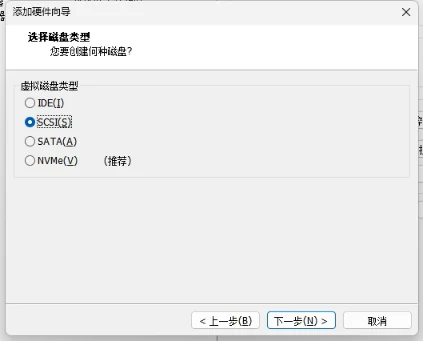 添加硬件向导
选择磁盘类型
您要创建何种磁盘?
虚拟磁盘类型
IDE(I)
SCSI(S)
SATA(A)
NVMe(V) （推荐）
< 上一步(B) 下一步(N) > 取消